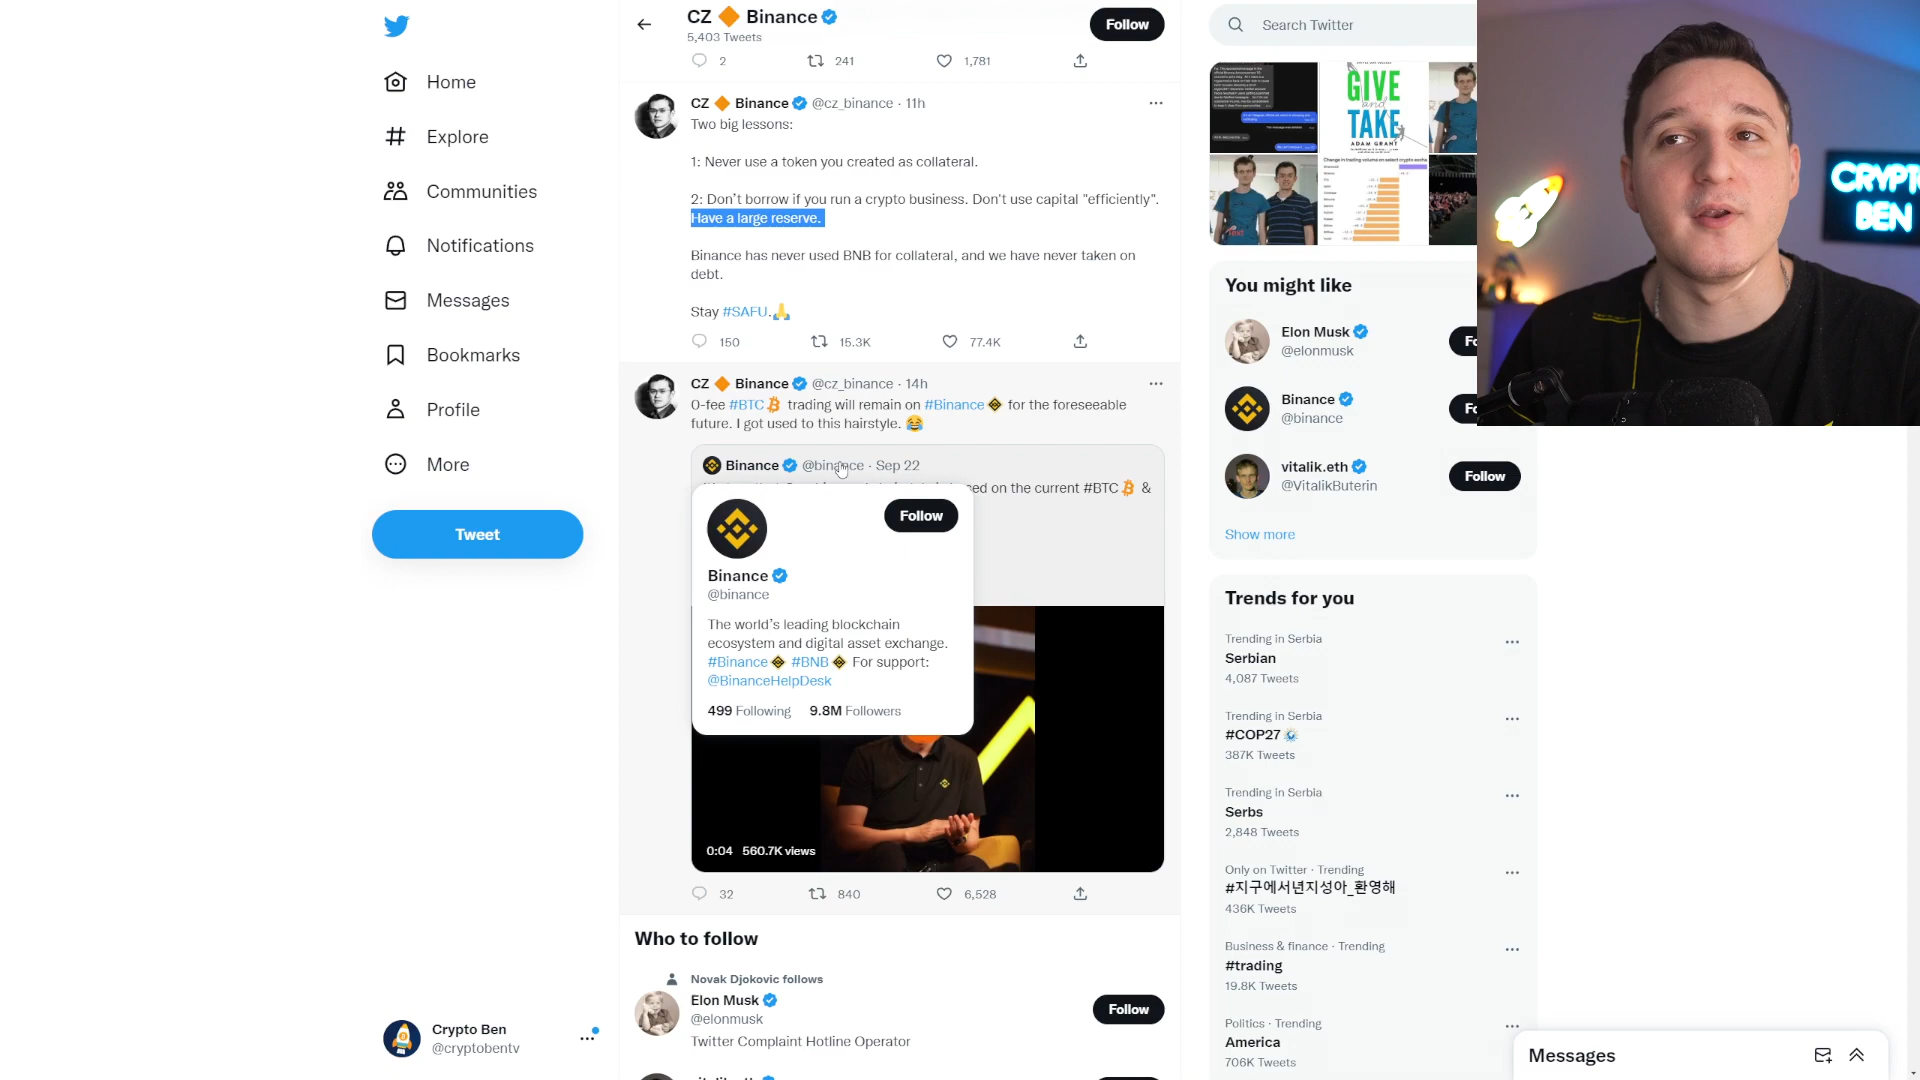 CZ 🔶 Binance
5,403 Tweets
Follow
Search Twitter
Home
Explore
Communities
Notifications
Messages
Bookmarks
Profile
More
Tweet
Crypto Ben
@cryptobentv
2 241 1,781
CZ 🔶 Binance @cz_binance · 11h
Two big lessons:
1: Never use a token you created as collateral.
2: Don't borrow if you run a crypto business. Don't use capital "efficiently".
Have a large reserve.
Binance has never used BNB for collateral, and we have never taken on
debt.
Stay #SAFU.🙏
150 15.3K 77.4K
CZ 🔶 Binance @cz_binance · 14h
0-fee #BTC trading will remain on #Binance for the foreseeable
future. I got used to this hairstyle. 😂
Binance @binance · Sep 22
on the current #BTC &
Follow
Binance
@binance
The world's leading blockchain
ecosystem and digital asset exchange.
#Binance #BNB For support:
@BinanceHelpDesk
499 Following 9.8M Followers
0:04 560.7K views
32 840 6,528
Who to follow
Novak Djokovic follows
Elon Musk
@elonmusk
Follow
Twitter Complaint Hotline Operator
GIVE
and
TAKE
ADAM GRANT
Change in trading volume on select crypto
CRYPT
BEN
You might like
Elon Musk
@elonmusk
Fo
Binance
@binance
Fo
vitalik.eth
@VitalikButerin
Follow
Show more
Trends for you
Trending in Serbia
Serbian
4,087 Tweets
Trending in Serbia
#COP27
387K Tweets
Trending in Serbia
Serbs
2,848 Tweets
Only on Twitter · Trending
#지구에서년지성아_환영해
436K Tweets
Business & finance · Trending
#trading
19.8K Tweets
Politics · Trending
America
706K Tweets
Messages